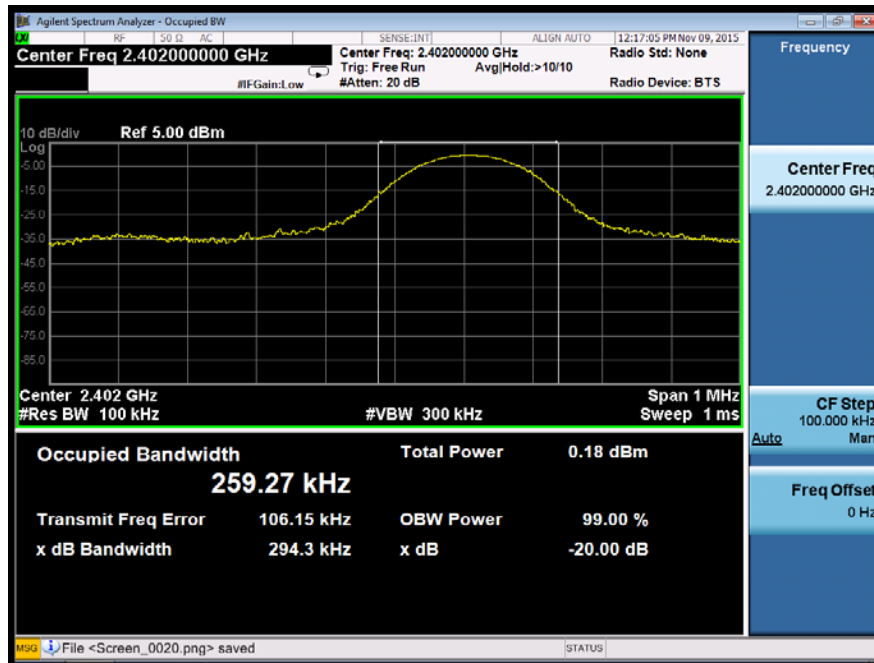 Agilent Spectrum Analyzer - Occupied BW
LXI RF 50 Ω AC SENSE:INT ALIGN AUTO 12:17:05 PM Nov 09, 2015
Center Freq 2.402000000 GHz
#IFGain:Low
Center Freq: 2.402000000 GHz
Trig: Free Run Avg|Hold:>10/10
#Atten: 20 dB
Radio Std: None
Radio Device: BTS
10 dB/div Ref 5.00 dBm
Log
-5.00
-15.0
-25.0
-35.0
-45.0
-55.0
-65.0
-75.0
-85.0
Center 2.402 GHz Span 1 MHz
#Res BW 100 kHz #VBW 300 kHz Sweep 1 ms
Occupied Bandwidth
259.27 kHz
Total Power 0.18 dBm
Transmit Freq Error 106.15 kHz OBW Power 99.00 %
x dB Bandwidth 294.3 kHz x dB -20.00 dB
Frequency
Center Freq
2.402000000 GHz
CF Step
100.000 kHz
Auto Man
Freq Offset
0 Hz
MSG File <Screen_0020.png> saved STATUS